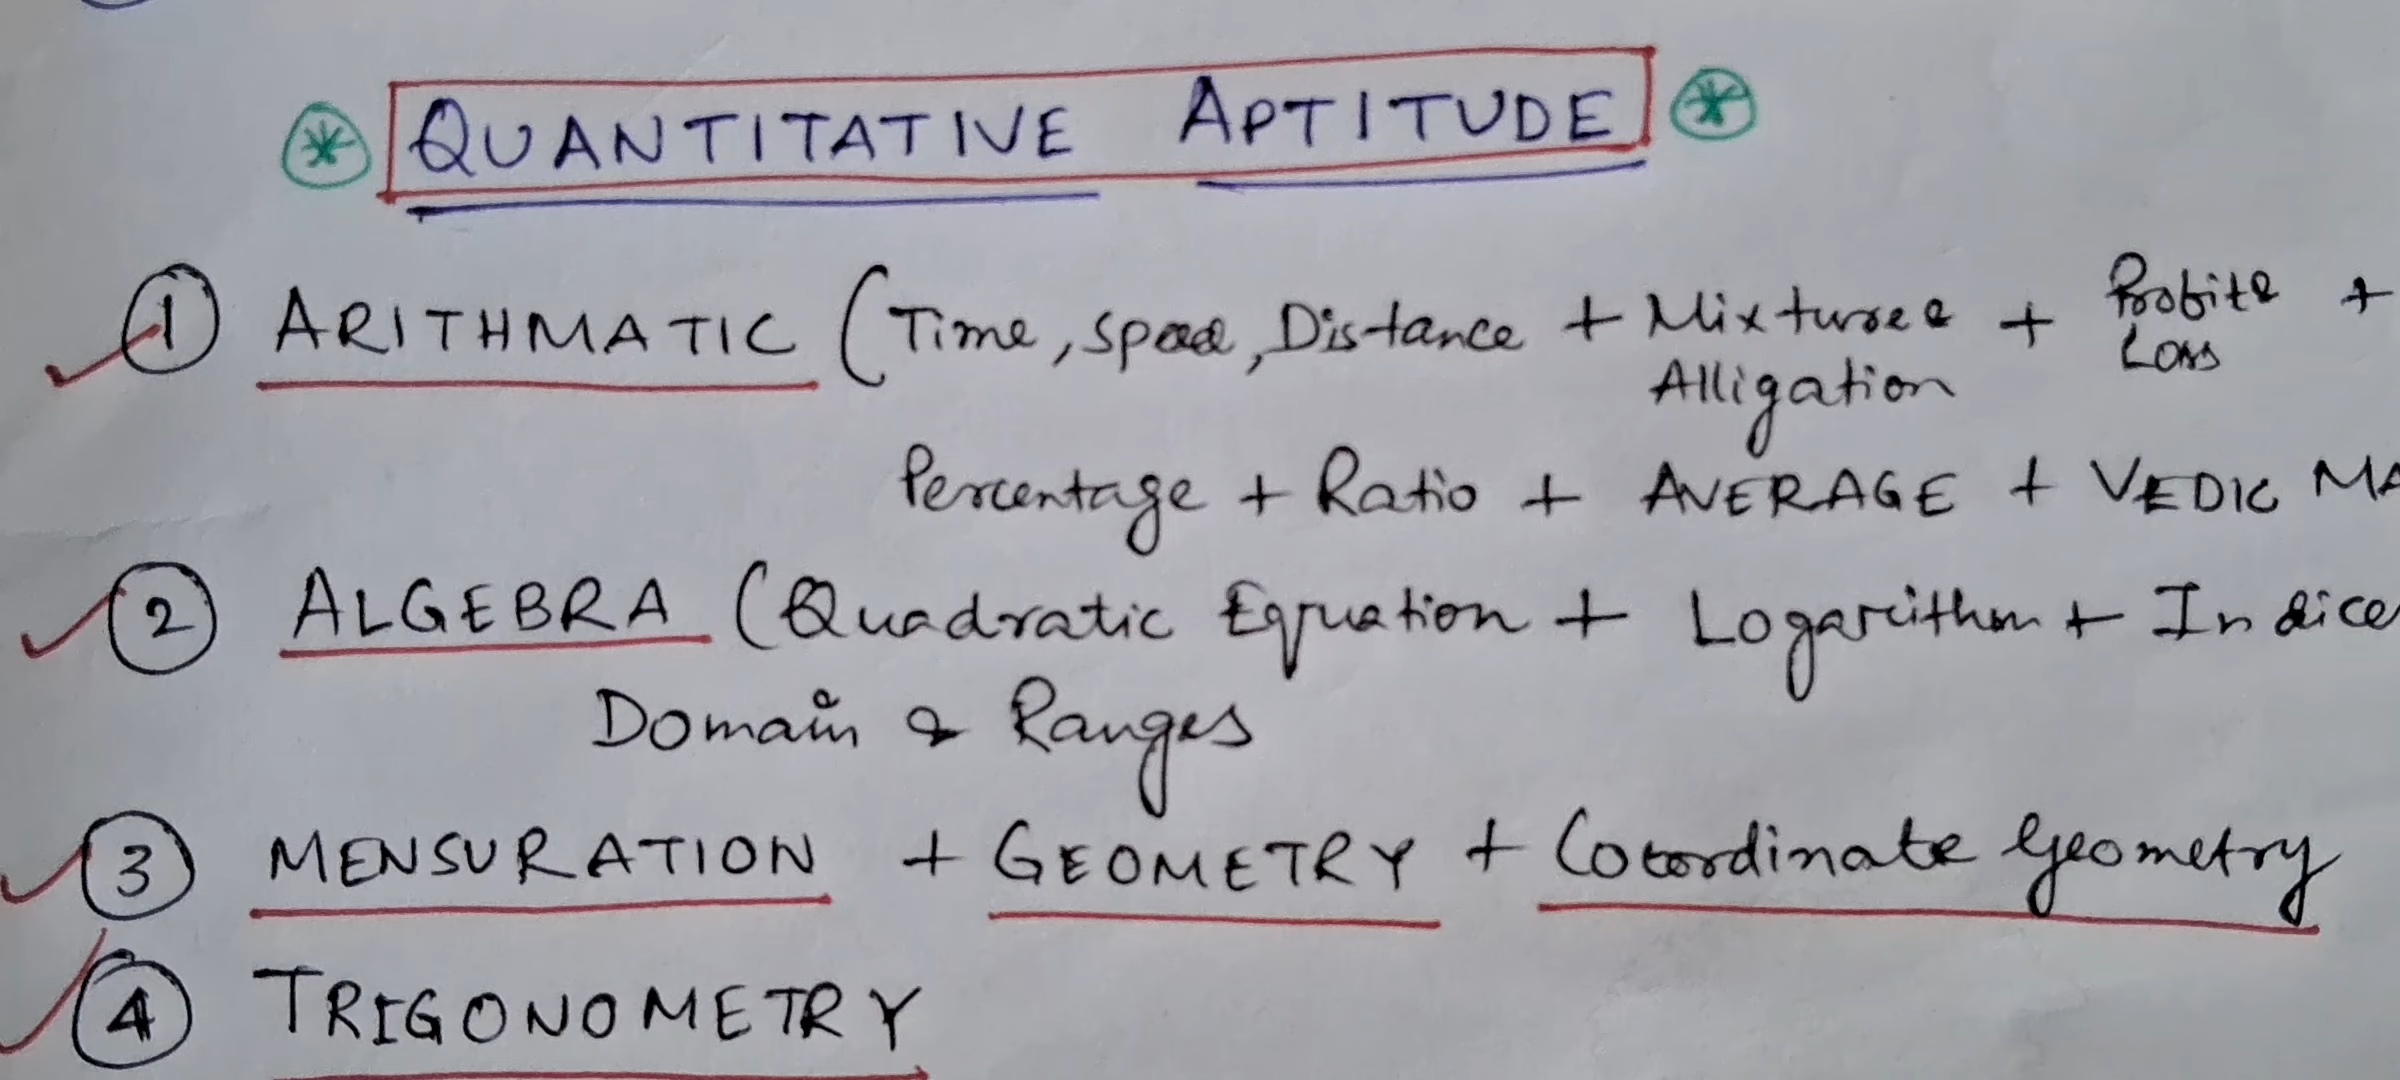 * QUANTITATIVE APTITUDE *
1 ARITHMATIC (Time, Speed, Distance + Mixture & + Profit & +
Alligation Loss
Percentage + Ratio + AVERAGE + VEDIC MA
2 ALGEBRA (Quadratic Equation + Logarithm + Indices
Domain & Ranges
3 MENSURATION + GEOMETRY + Coordinate Geometry
4 TRIGONOMETRY